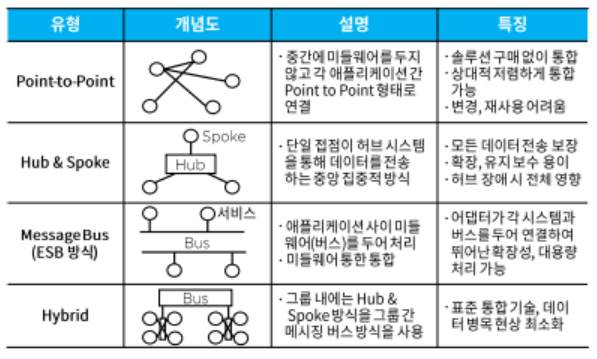 유형 개념도 설명 특징
Point-to-Point
· 중간에 미들웨어를 두지
않고 각 애플리케이션 간
Point to Point 형태로
연결
· 솔루션 구매 없이 통합
· 상대적 저렴하게 통합
가능
· 변경, 재사용 어려움
Hub & Spoke
Spoke
Hub
· 단일 접점이 허브 시스템
을 통해 데이터를 전송
하는 중앙 집중적 방식
· 모든 데이터 전송 보장
· 확장, 유지 보수 용이
· 허브 장애 시 전체 영향
Message Bus
(ESB 방식)
서비스
Bus
· 애플리케이션 사이 미들
웨어(버스)를 두어 처리
· 미들웨어 통한 통합
· 어댑터가 각 시스템과
버스를 두어 연결하여
뛰어난 확장성, 대용량
처리 가능
Hybrid
Bus
· 그룹 내에는 Hub &
Spoke 방식을 그룹 간
메시징 버스 방식을 사용
· 표준 통합 기술, 데이
터 병목 현상 최소화